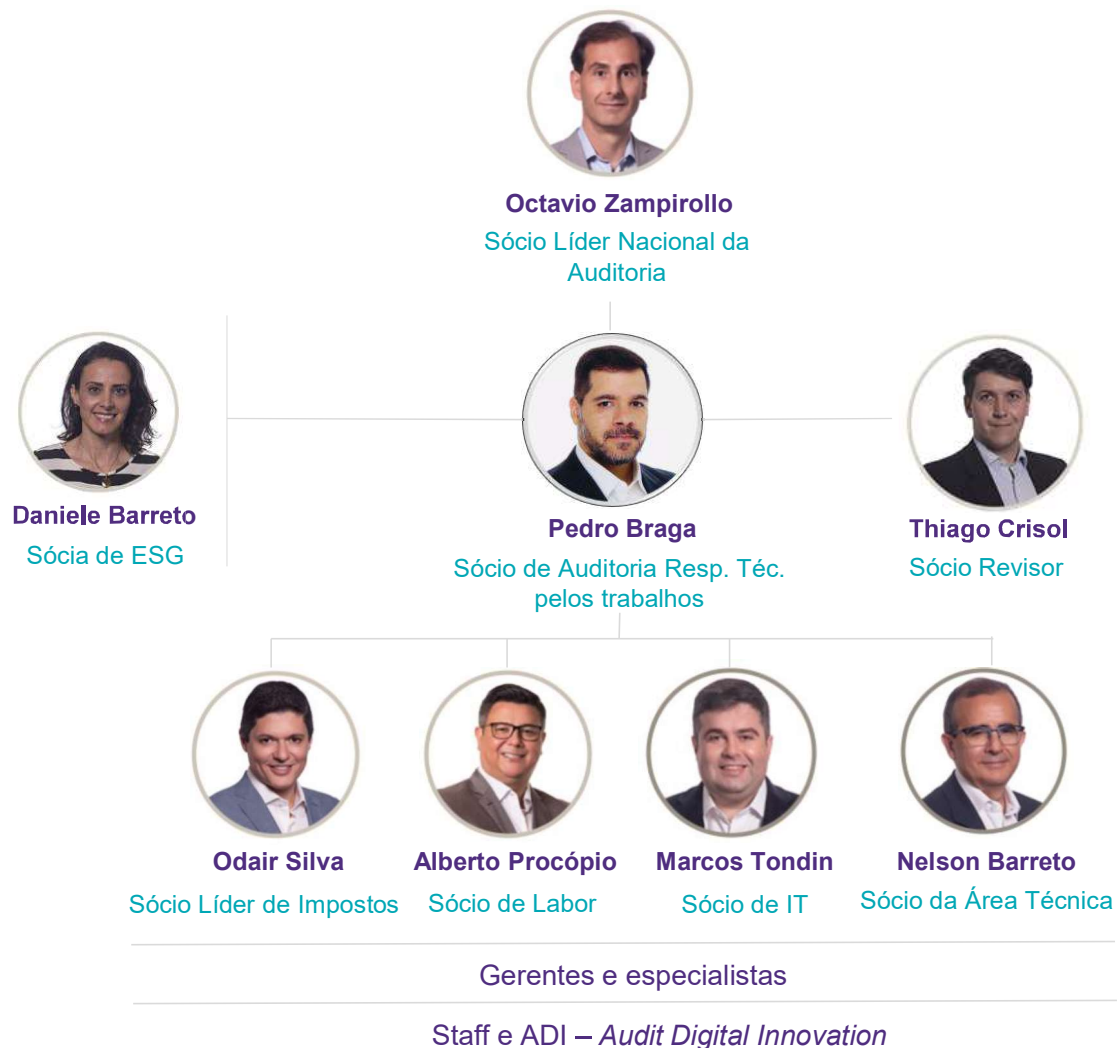 Octavio Zampirollo
Sócio Líder Nacional da
Auditoria
Daniele Barreto
Sócia de ESG
Pedro Braga
Sócio de Auditoria Resp. Téc.
pelos trabalhos
Thiago Crisol
Sócio Revisor
Odair Silva
Sócio Líder de Impostos
Alberto Procópio
Sócio de Labor
Marcos Tondin
Sócio de IT
Nelson Barreto
Sócio da Área Técnica
Gerentes e especialistas
Staff e ADI – Audit Digital Innovation